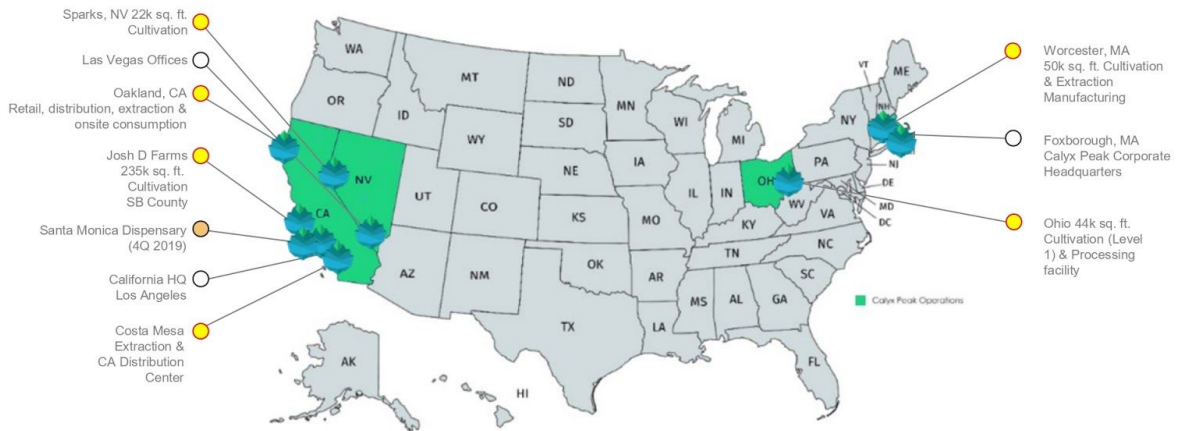 Sparks, NV 22k sq. ft.
Cultivation
Las Vegas Offices
Oakland, CA
Retail, distribution, extraction &
onsite consumption
Josh D Farms
235k sq. ft.
Cultivation
SB County
Santa Monica Dispensary
(4Q 2019)
California HQ
Los Angeles
Costa Mesa
Extraction &
CA Distribution
Center
WA
OR
ID
MT
ND
SD
WY
NE
MN
WI
IA
MI
NV
UT
CO
KS
CA
AZ
NM
OK
TX
MO
AR
LA
IL
IN
OH
KY
TN
MS
AL
GA
FL
SC
NC
VA
WV
PA
NY
VT
NH
ME
NJ
DE
MD
DC
AK
HI
Worcester, MA
50k sq. ft. Cultivation
& Extraction
Manufacturing
Foxborough, MA
Calyx Peak Corporate
Headquarters
Ohio 44k sq. ft.
Cultivation (Level
1) & Processing
facility
Calyx Peak Operations